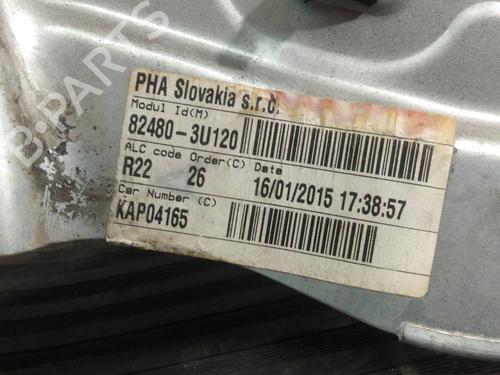 PHA Slovakia s.r.o.
Modul Id(M)
82480-3U120
ALC code Order(C) Date
R22 26 16/01/2015 17:38:57
Car Number (C)
KAP04165
B-PARTS